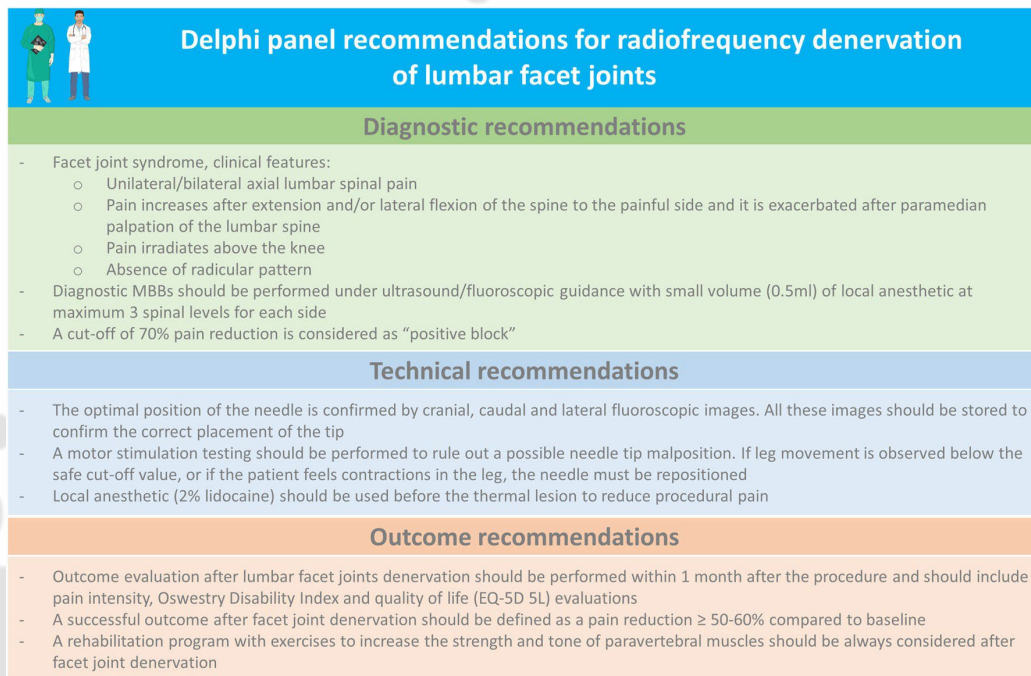 Delphi panel recommendations for radiofrequency denervation
of lumbar facet joints
Diagnostic recommendations
- Facet joint syndrome, clinical features:
o Unilateral/bilateral axial lumbar spinal pain
o Pain increases after extension and/or lateral flexion of the spine to the painful side and it is exacerbated after paramedian
palpation of the lumbar spine
o Pain irradiates above the knee
o Absence of radicular pattern
- Diagnostic MBBs should be performed under ultrasound/fluoroscopic guidance with small volume (0.5ml) of local anesthetic at
maximum 3 spinal levels for each side
- A cut-off of 70% pain reduction is considered as “positive block”
Technical recommendations
- The optimal position of the needle is confirmed by cranial, caudal and lateral fluoroscopic images. All these images should be stored to
confirm the correct placement of the tip
- A motor stimulation testing should be performed to rule out a possible needle tip malposition. If leg movement is observed below the
safe cut-off value, or if the patient feels contractions in the leg, the needle must be repositioned
- Local anesthetic (2% lidocaine) should be used before the thermal lesion to reduce procedural pain
Outcome recommendations
- Outcome evaluation after lumbar facet joints denervation should be performed within 1 month after the procedure and should include
pain intensity, Oswestry Disability Index and quality of life (EQ-5D 5L) evaluations
- A successful outcome after facet joint denervation should be defined as a pain reduction ≥ 50-60% compared to baseline
- A rehabilitation program with exercises to increase the strength and tone of paravertebral muscles should be always considered after
facet joint denervation